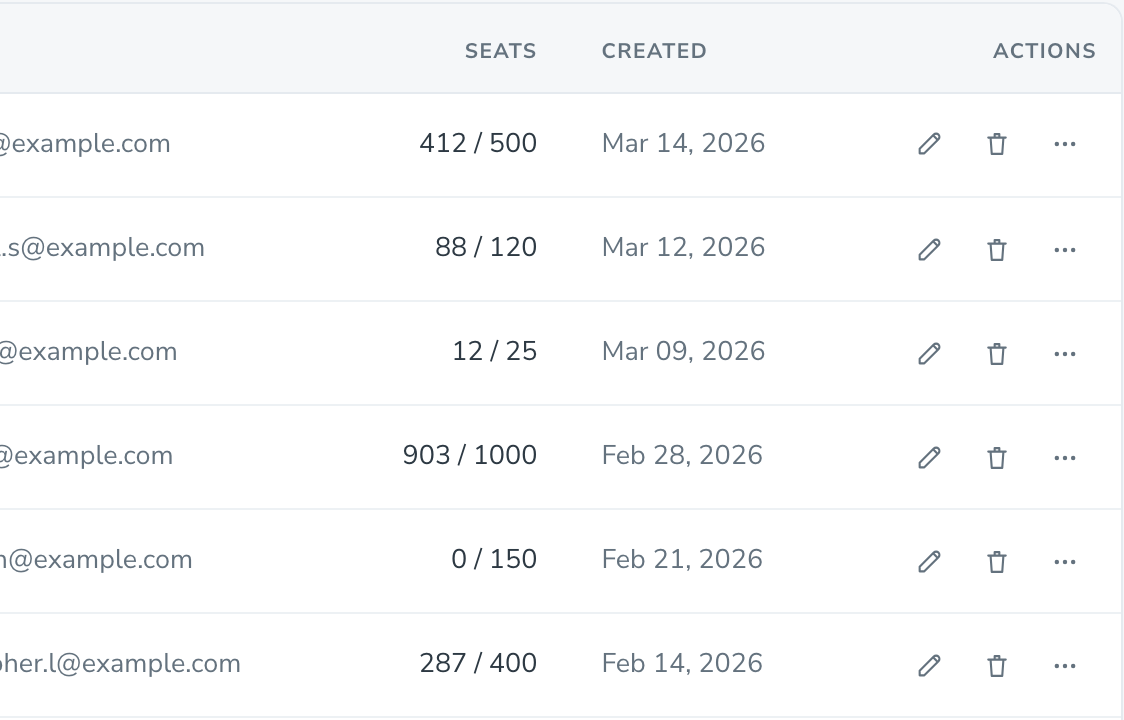 SEATS CREATED ACTIONS
@example.com 412 / 500 Mar 14, 2026
.s@example.com 88 / 120 Mar 12, 2026
@example.com 12 / 25 Mar 09, 2026
@example.com 903 / 1000 Feb 28, 2026
@example.com 0 / 150 Feb 21, 2026
her.l@example.com 287 / 400 Feb 14, 2026